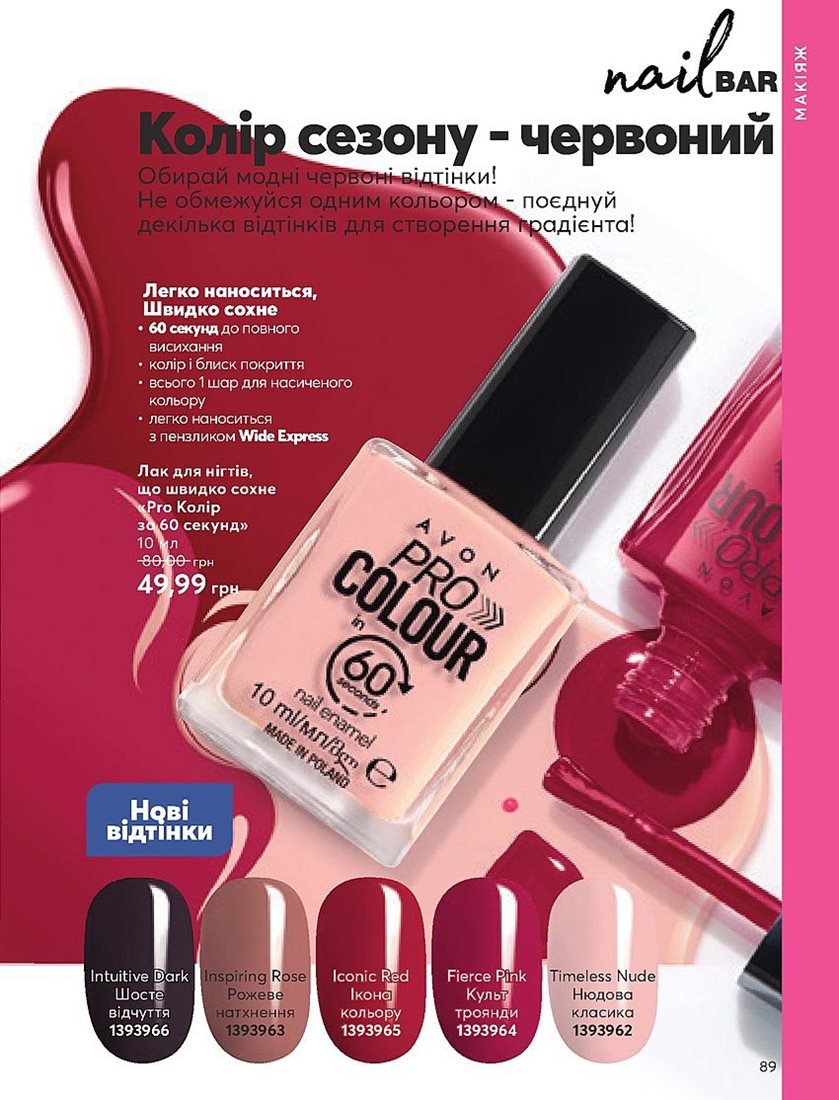 nail BAR
МАКІЯЖ
Колір сезону - червоний
Обирай модні червоні відтінки!
Не обмежуйся одним кольором - поєднуй
декілька відтінків для створення градієнта!
Легко наноситься,
Швидко сохне
• 60 секунд до повного
висихання
• колір і блиск покриття
• всього 1 шар для насиченого
кольору
• легко наноситься
з пензликом Wide Express
Лак для нігтів,
що швидко сохне
«Pro Колір
за 60 секунд»
10 мл
80,00 грн
49,99 грн
AVON
PRO
COLOUR
in
60
seconds
nail enamel
10 ml/мл/дм e
MADE IN POLAND
AVON
PRO
COLOUR
Нові
відтінки
Intuitive Dark
Шосте
відчуття
1393966
Inspiring Rose
Рожеве
натхнення
1393963
Iconic Red
Ікона
кольору
1393965
Fierce Pink
Культ
троянди
1393964
Timeless Nude
Нюдова
класика
1393962
89